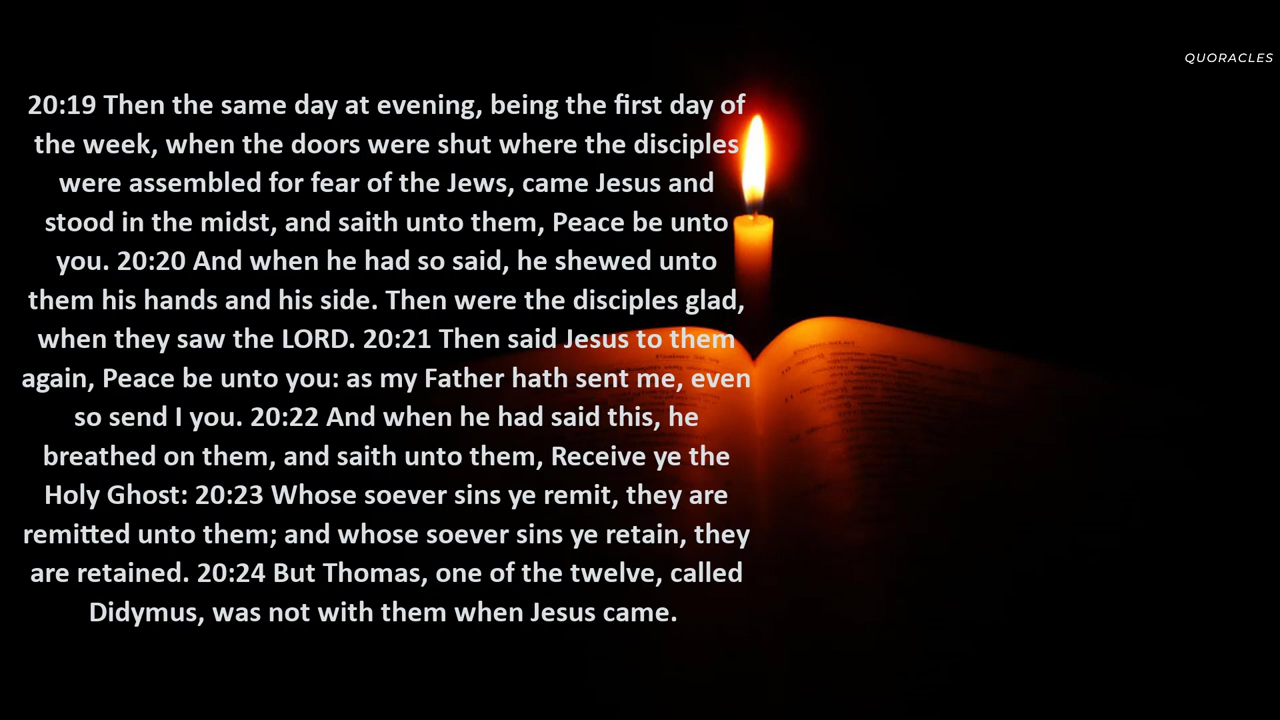 QUORACLES
20:19 Then the same day at evening, being the first day of
the week, when the doors were shut where the disciples
were assembled for fear of the Jews, came Jesus and
stood in the midst, and saith unto them, Peace be unto
you. 20:20 And when he had so said, he shewed unto
them his hands and his side. Then were the disciples glad,
when they saw the LORD. 20:21 Then said Jesus to them
again, Peace be unto you: as my Father hath sent me, even
so send I you. 20:22 And when he had said this, he
breathed on them, and saith unto them, Receive ye the
Holy Ghost: 20:23 Whose soever sins ye remit, they are
remitted unto them; and whose soever sins ye retain, they
are retained. 20:24 But Thomas, one of the twelve, called
Didymus, was not with them when Jesus came.